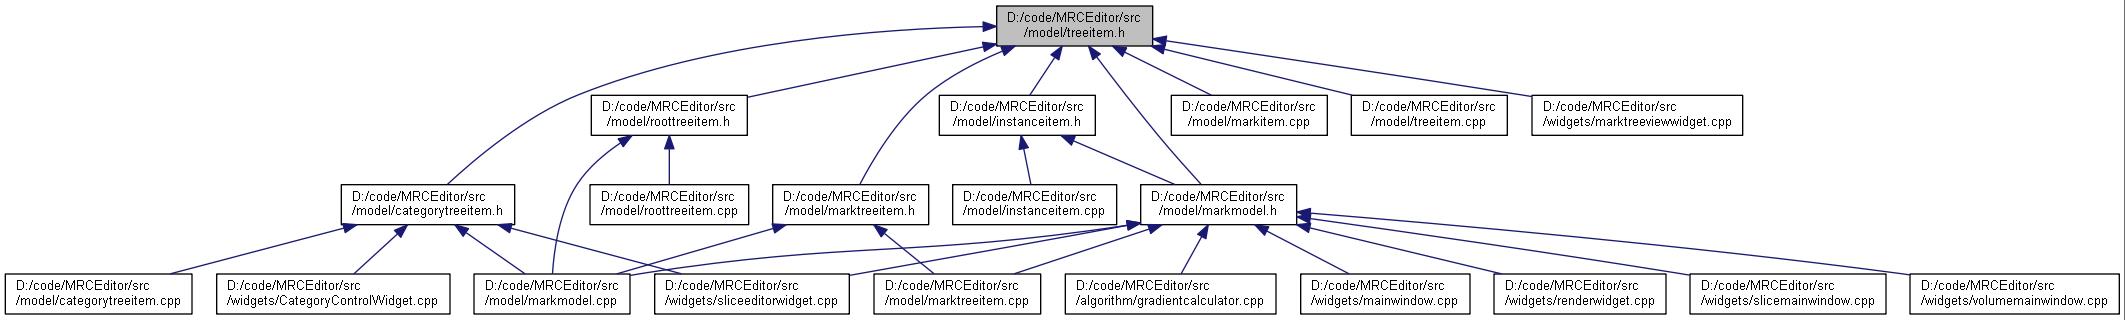 D:/code/MRCEditor/src
/model/treeitem.h
D:/code/MRCEditor/src
/model/roottreeitem.h
D:/code/MRCEditor/src
/model/instanceitem.h
D:/code/MRCEditor/src
/model/markitem.cpp
D:/code/MRCEditor/src
/model/treeitem.cpp
D:/code/MRCEditor/src
/widgets/marktreeviewwidget.cpp
D:/code/MRCEditor/src
/model/categorytreeitem.h
D:/code/MRCEditor/src
/model/roottreeitem.cpp
D:/code/MRCEditor/src
/model/marktreeitem.h
D:/code/MRCEditor/src
/model/instanceitem.cpp
D:/code/MRCEditor/src
/model/markmodel.h
D:/code/MRCEditor/src
/model/categorytreeitem.cpp
D:/code/MRCEditor/src
/widgets/CategoryControlWidget.cpp
D:/code/MRCEditor/src
/model/markmodel.cpp
D:/code/MRCEditor/src
/widgets/sliceeditorwidget.cpp
D:/code/MRCEditor/src
/model/marktreeitem.cpp
D:/code/MRCEditor/src
/algorithm/gradientcalculator.cpp
D:/code/MRCEditor/src
/widgets/mainwindow.cpp
D:/code/MRCEditor/src
/widgets/renderwidget.cpp
D:/code/MRCEditor/src
/widgets/slicemainwindow.cpp
D:/code/MRCEditor/src
/widgets/volumemainwindow.cpp